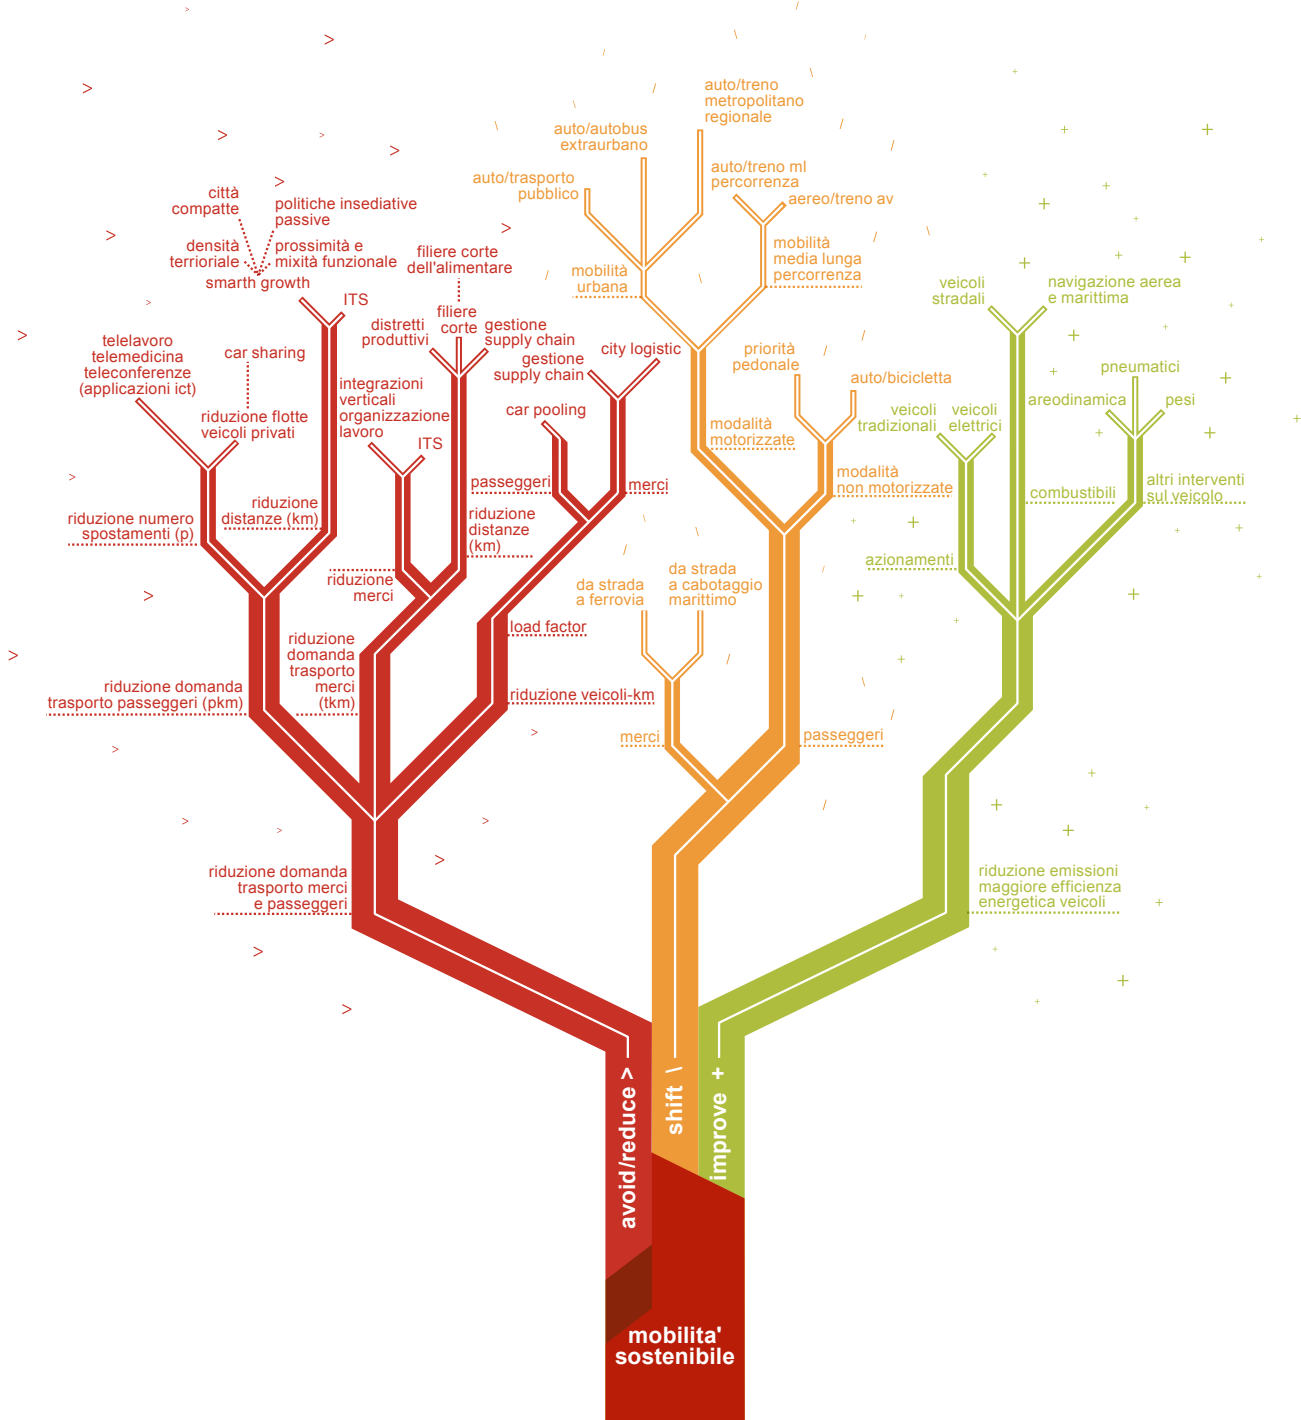 auto/treno
metropolitano
regionale
auto/autobus
extraurbano
auto/trasporto
pubblico
auto/treno ml
percorrenza
aereo/treno av
mobilità
urbana
mobilità
media lunga
percorrenza
città
compatte
politiche insediative
passive
densità
terrioriale
prossimità e
mixità funzionale
smarth growth
ITS
filiere corte
dell'alimentare
filiere
corte
distretti
produttivi
gestione
supply chain
telelavoro
telemedicina
teleconferenze
(applicazioni ict)
car sharing
riduzione flotte
veicoli privati
integrazioni
verticali
organizzazione
lavoro
ITS
gestione
supply chain
city logistic
car pooling
passeggeri
merci
riduzione
distanze (km)
riduzione numero
spostamenti (p)
riduzione
distanze
(km)
riduzione
merci
load factor
riduzione
domanda
trasporto
merci
(tkm)
riduzione domanda
trasporto passeggeri (pkm)
riduzione veicoli-km
riduzione domanda
trasporto merci
e passeggeri
priorità
pedonale
auto/bicicletta
modalità
motorizzate
modalità
non motorizzate
da strada
a ferrovia
da strada
a cabotaggio
marittimo
merci
passeggeri
veicoli
stradali
navigazione aerea
e marittima
veicoli
tradizionali
veicoli
elettrici
areodinamica
pneumatici
pesi
combustibili
altri interventi
sul veicolo
azionamenti
riduzione emissioni
maggiore efficienza
energetica veicoli
avoid/reduce >
shift \
improve +
mobilita'
sostenibile